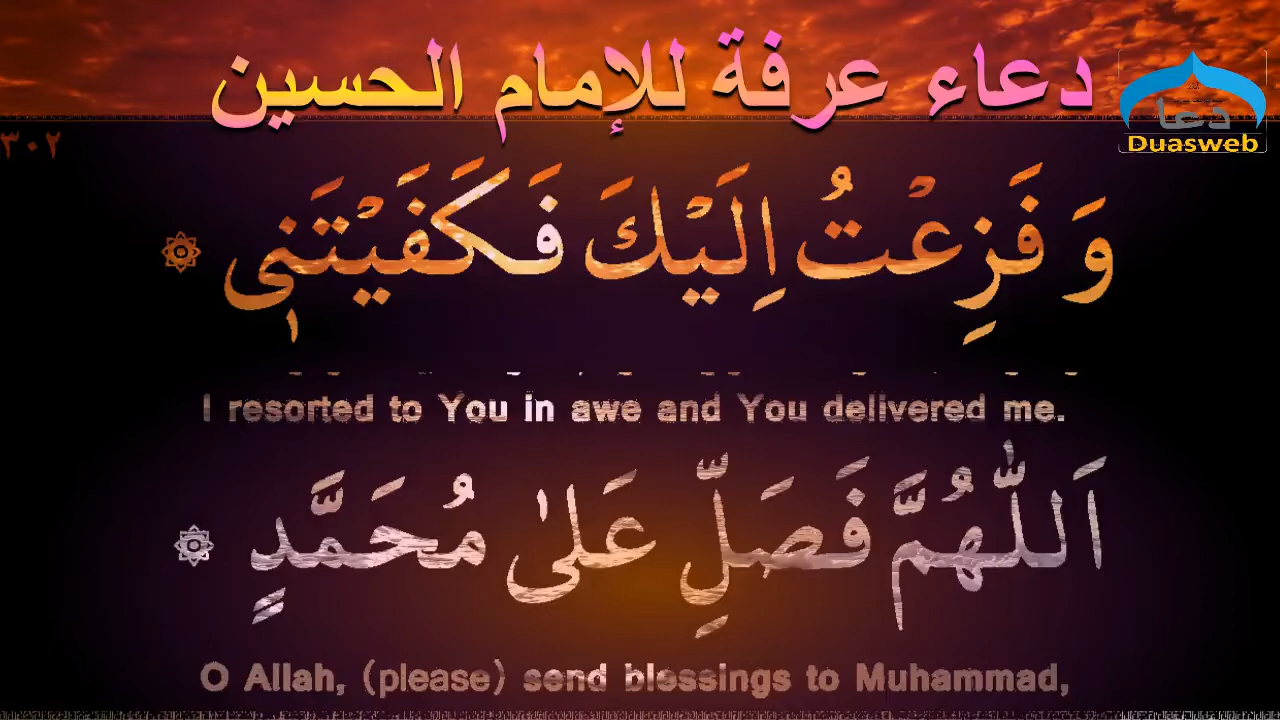 دعاء عرفة للإمام الحسين
دعا
Duasweb
٣٠٢
وَ فَزِعْتُ اِلَيْكَ فَكَفَيْتَنٖى ۞
I resorted to You in awe and You delivered me.
اَللّٰهُمَّ فَصَلِّ عَلىٰ مُحَمَّدٍ ۞
O Allah, (please) send blessings to Muhammad,